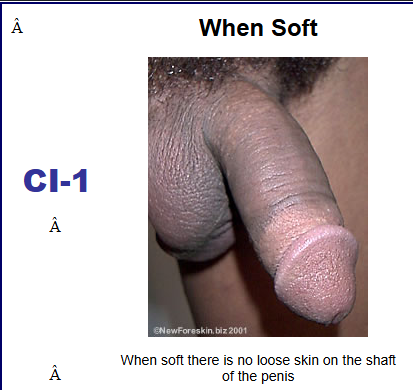 Â
When Soft
CI-1
Â
©NewForeskin.biz 2001
Â
When soft there is no loose skin on the shaft
of the penis